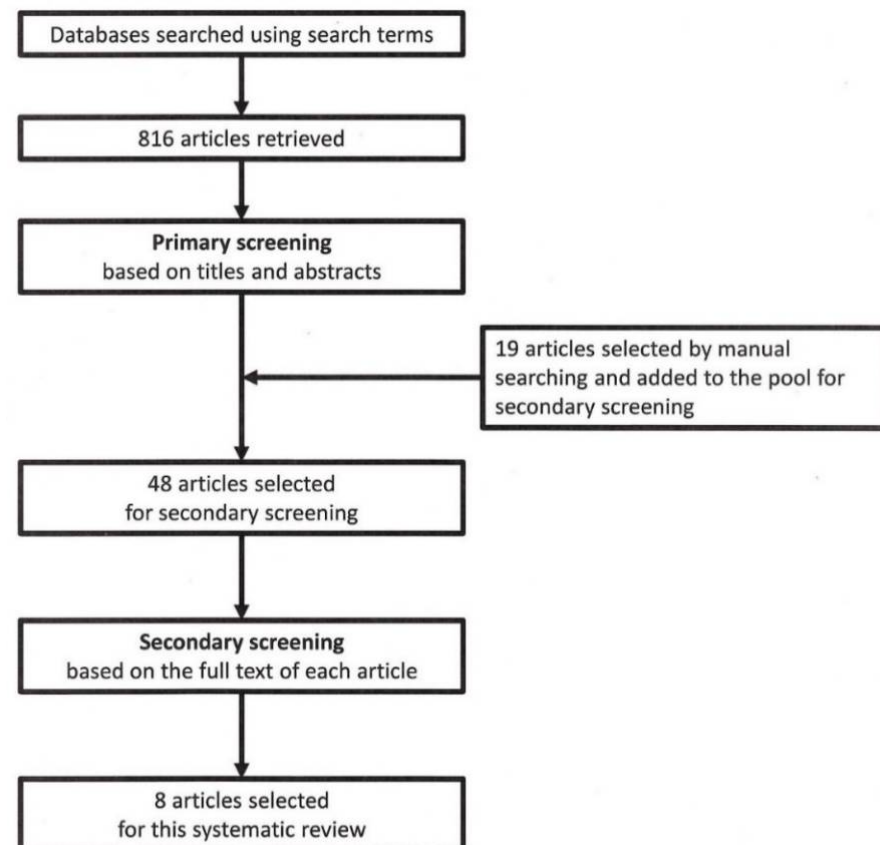 Databases searched using search terms
816 articles retrieved
Primary screening
based on titles and abstracts
19 articles selected by manual
searching and added to the pool for
secondary screening
48 articles selected
for secondary screening
Secondary screening
based on the full text of each article
8 articles selected
for this systematic review